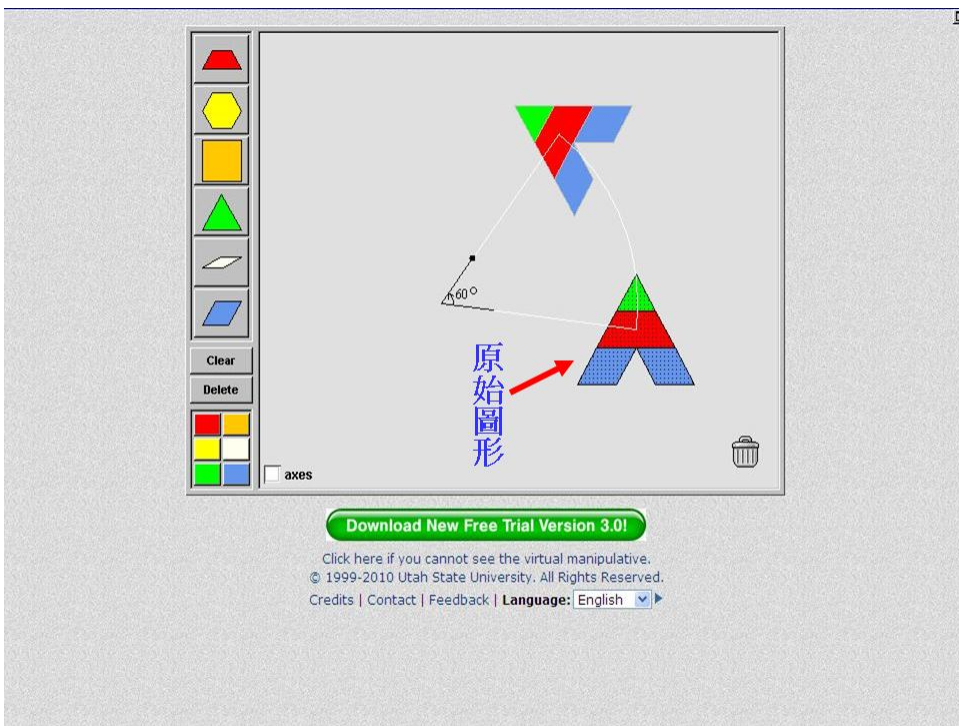 60°
原始圖形
Clear
Delete
axes
Download New Free Trial Version 3.0!
Click here if you cannot see the virtual manipulative.
© 1999-2010 Utah State University. All Rights Reserved.
Credits | Contact | Feedback | Language: English